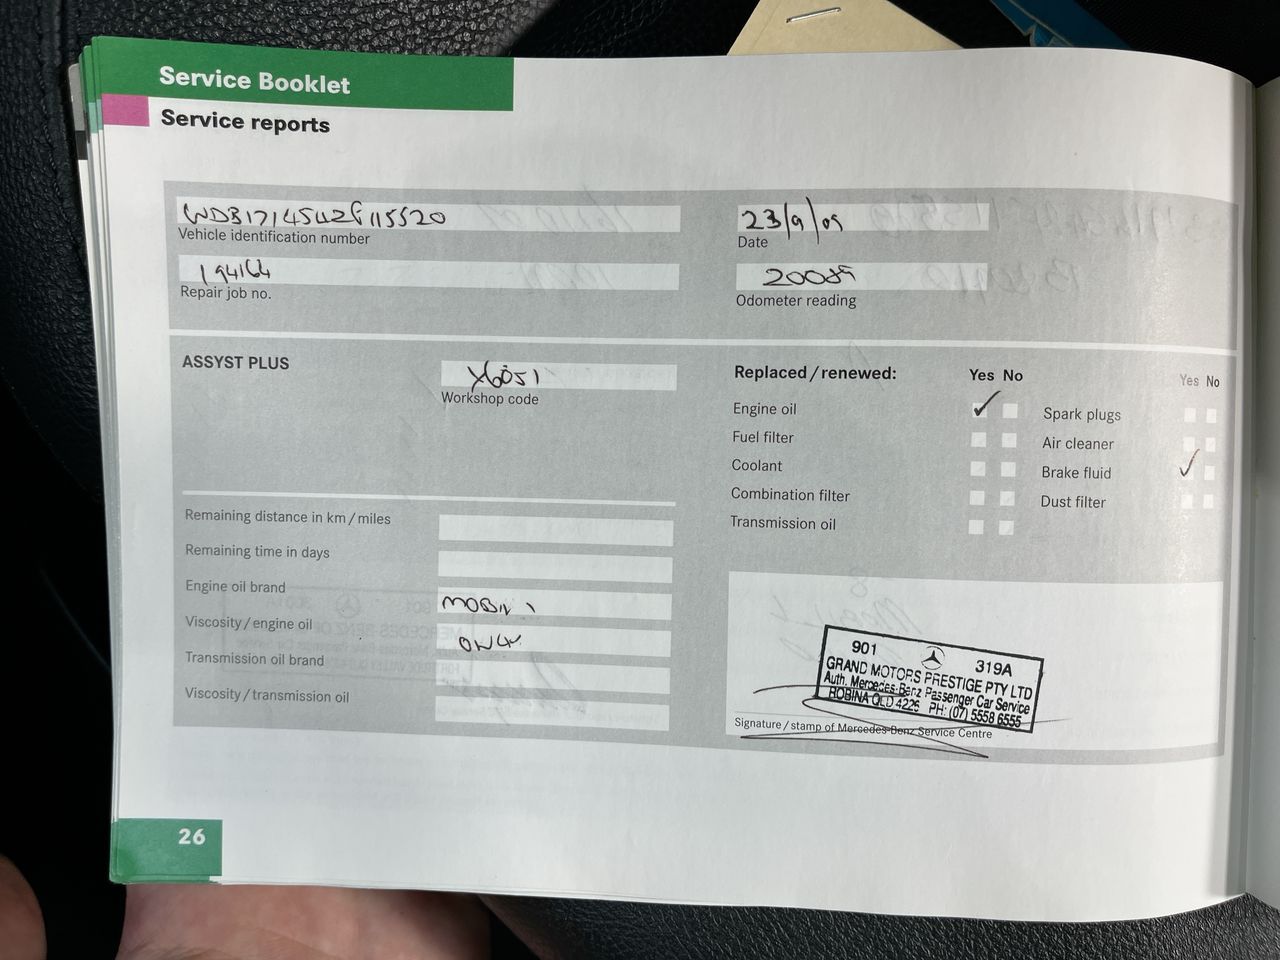 Service Booklet
Service reports
WDB1714542F115520
Vehicle identification number
23/9/09
Date
194164
Repair job no.
20089
Odometer reading
ASSYST PLUS
Workshop code
Replaced/renewed:
Yes No
Yes No
Engine oil
Spark plugs
Fuel filter
Air cleaner
Coolant
Brake fluid
Combination filter
Dust filter
Transmission oil
Remaining distance in km/miles
Remaining time in days
Engine oil brand
MOBIL 1
Viscosity/engine oil
Transmission oil brand
Viscosity/transmission oil
901 319A
GRAND MOTORS PRESTIGE PTY LTD
Auth. Mercedes-Benz Passenger Car Service
ROBINA QLD 4226 PH: (07) 5558 6555
Signature/stamp of Mercedes-Benz Service Centre
26